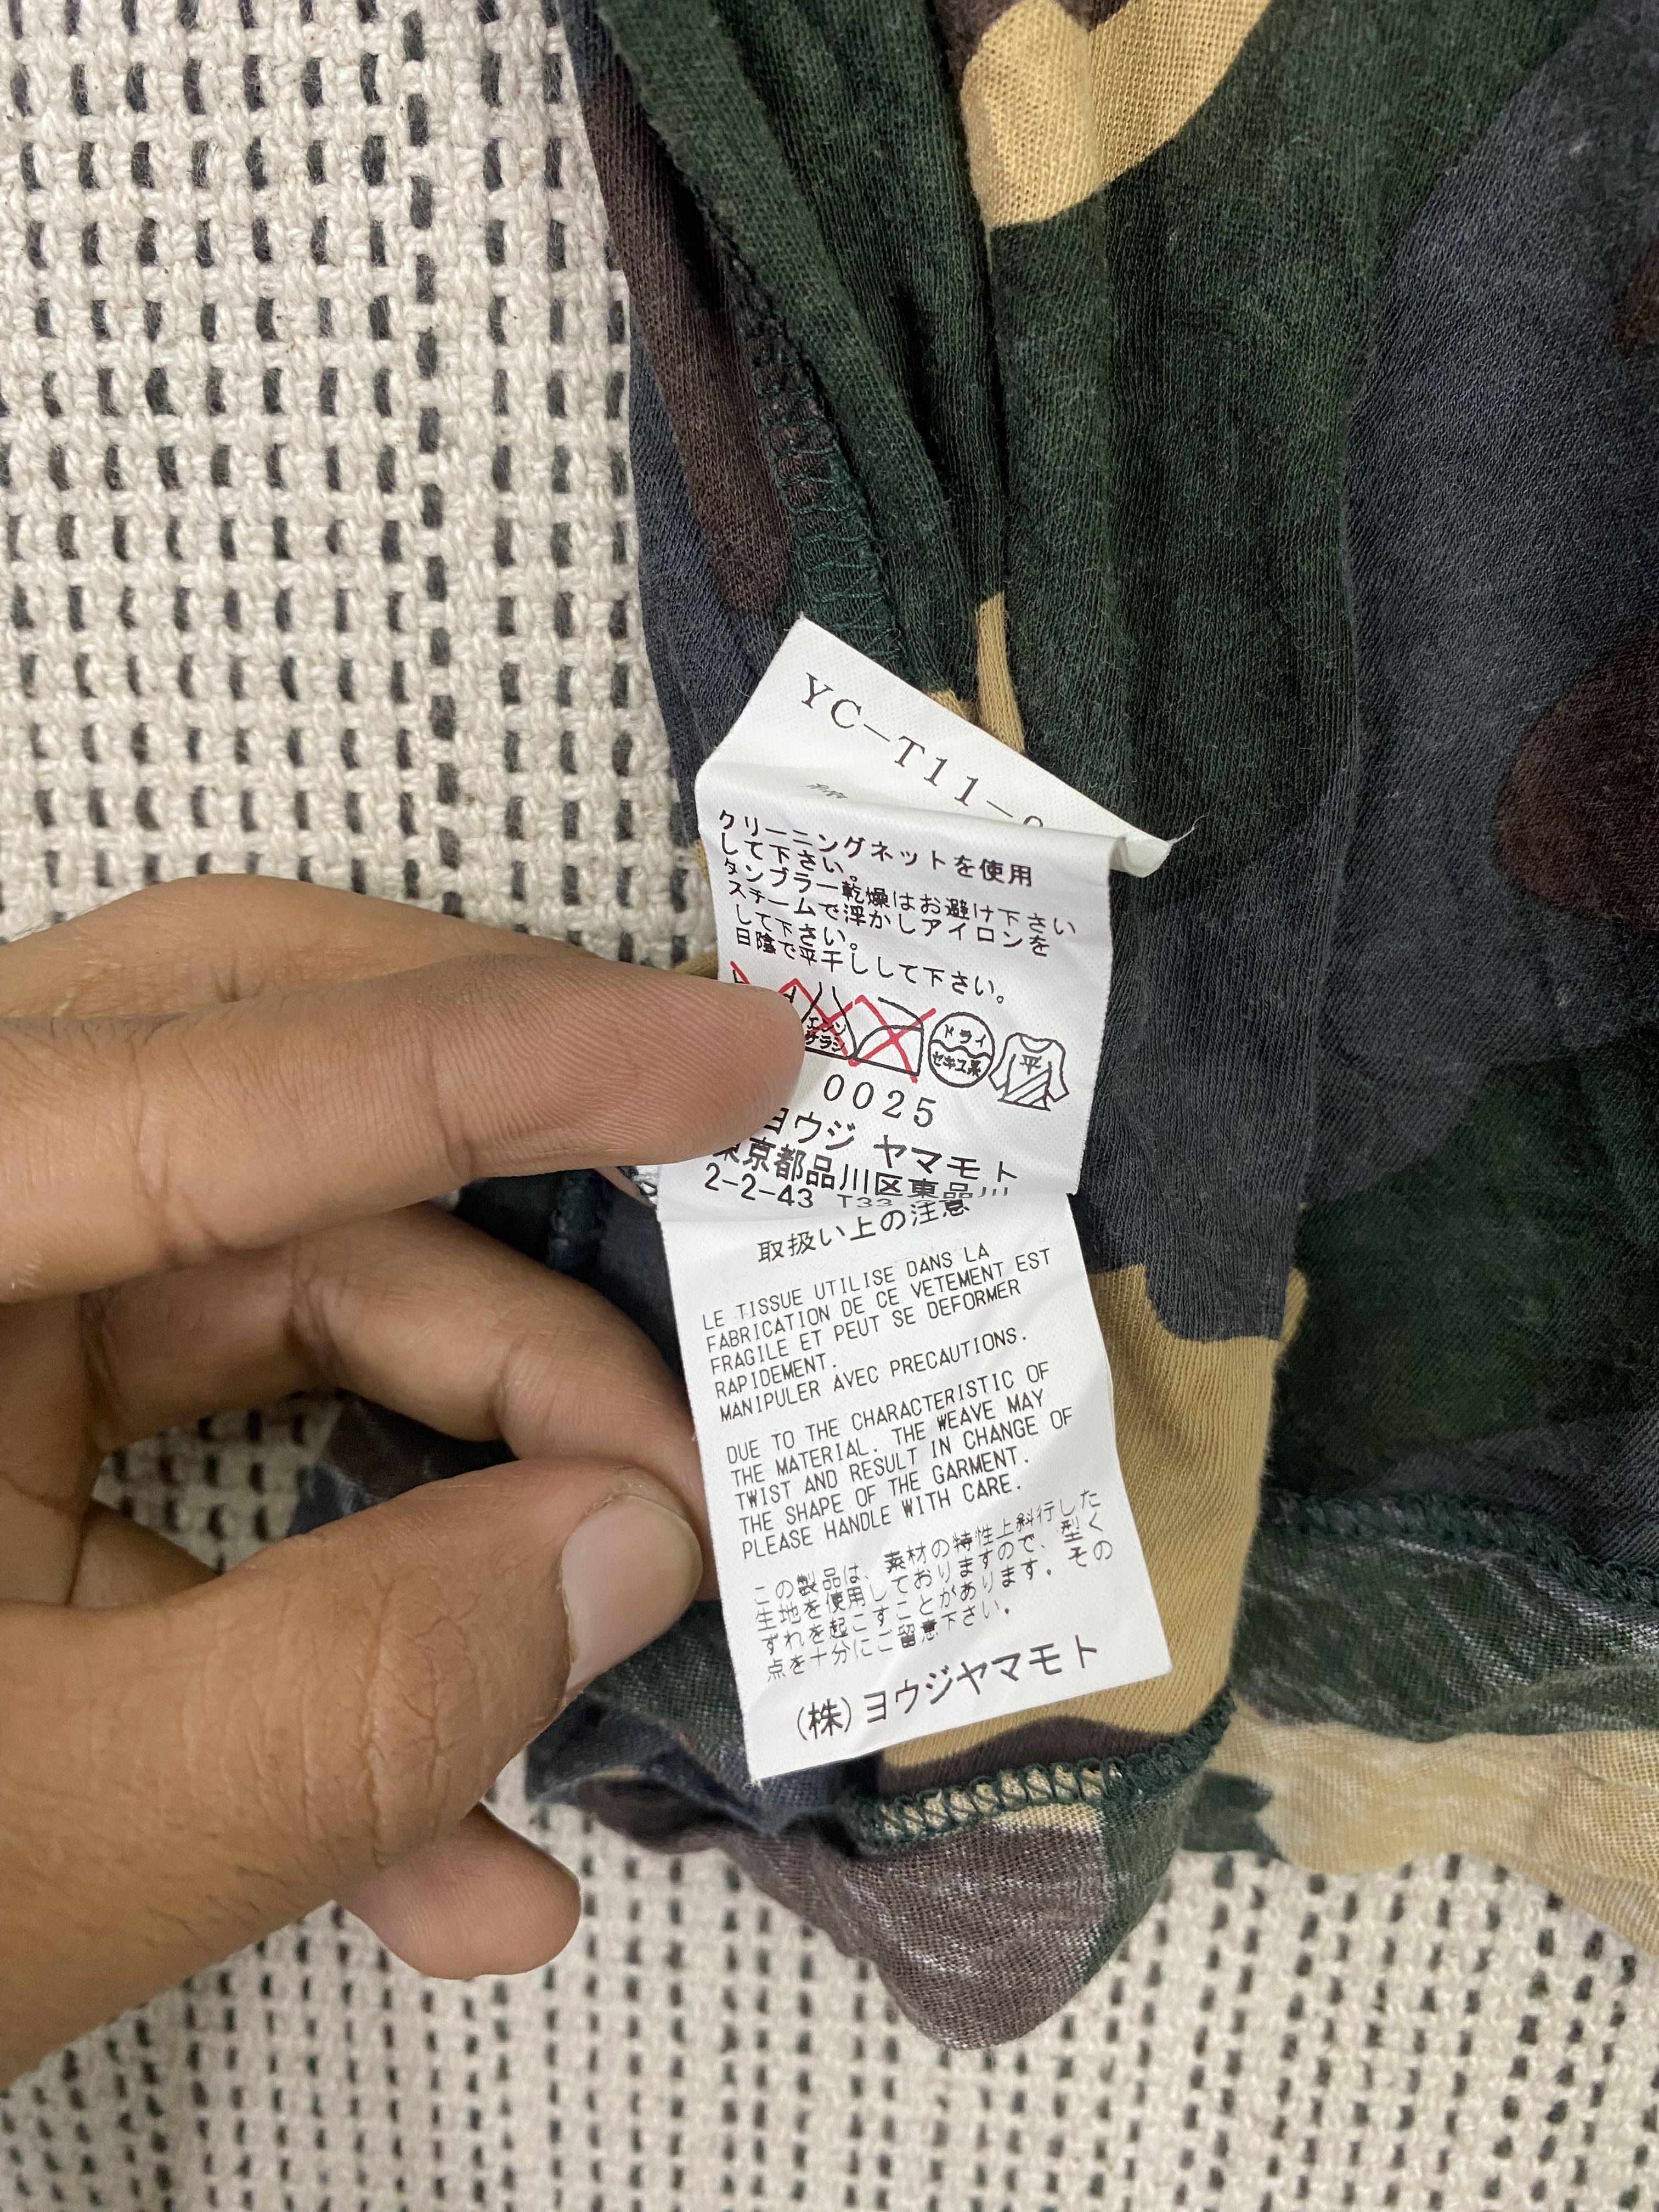 YC-T11-
綿
クリーニングネットを使用
して下さい。
タンブラー乾燥はお避け下さい
スチームで浮かしアイロンを
して下さい。
日陰で平干しして下さい。
エンソ
サラシ
ドライ
セキユ系
平
0025
ヨウジ ヤマモト
東京都品川区東品川
2-2-43 T33
取扱い上の注意
LE TISSUE UTILISE DANS LA
FABRICATION DE CE VETEMENT EST
FRAGILE ET PEUT SE DEFORMER
RAPIDEMENT.
MANIPULER AVEC PRECAUTIONS.
DUE TO THE CHARACTERISTIC OF
THE MATERIAL. THE WEAVE MAY
TWIST AND RESULT IN CHANGE OF
THE SHAPE OF THE GARMENT.
PLEASE HANDLE WITH CARE.
この製品は、素材の特性上斜行した
生地を使用しておりますので、型く
ずれを起こすことがあります。その
点を十分にご留意下さい。
(株)ヨウジヤマモト